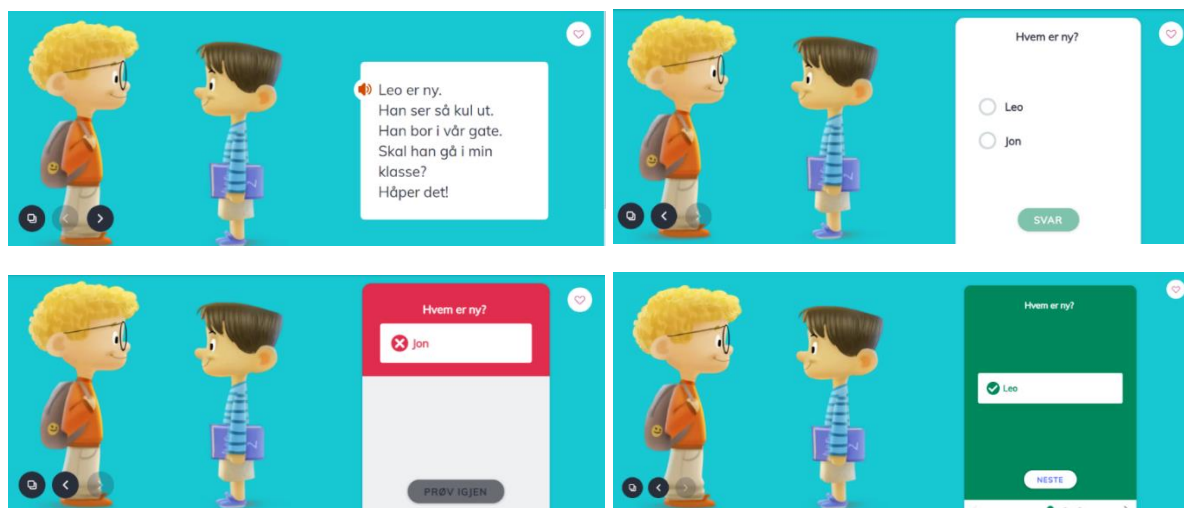 Leo er ny.
Han ser så kul ut.
Han bor i vår gate.
Skal han gå i min
klasse?
Håper det!
Hvem er ny?
Leo
Jon
SVAR
Hvem er ny?
Jon
PRØV IGJEN
Hvem er ny?
Leo
NESTE